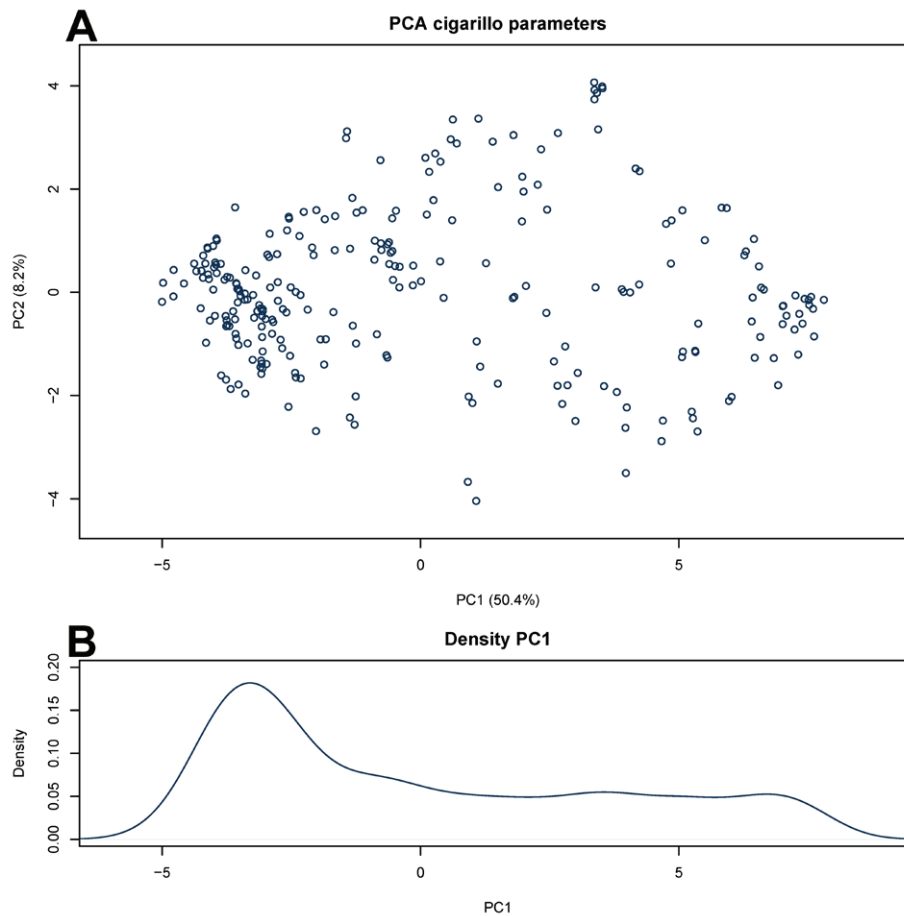 A
PCA cigarillo parameters
PC2 (8.2%)
4
2
0
−2
−4
−5 0 5
PC1 (50.4%)
B
Density PC1
Density
0.20
0.15
0.10
0.05
0.00
−5 0 5
PC1